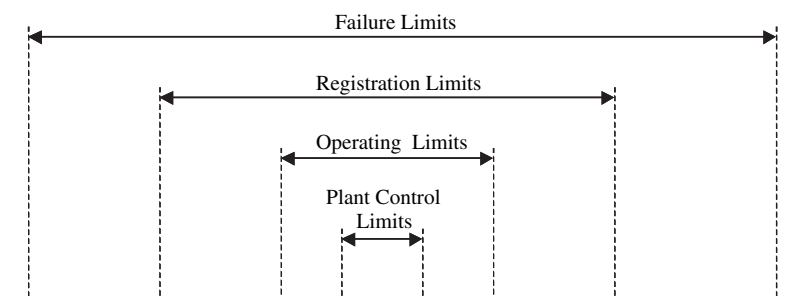 Failure Limits
Registration Limits
Operating Limits
Plant Control
Limits